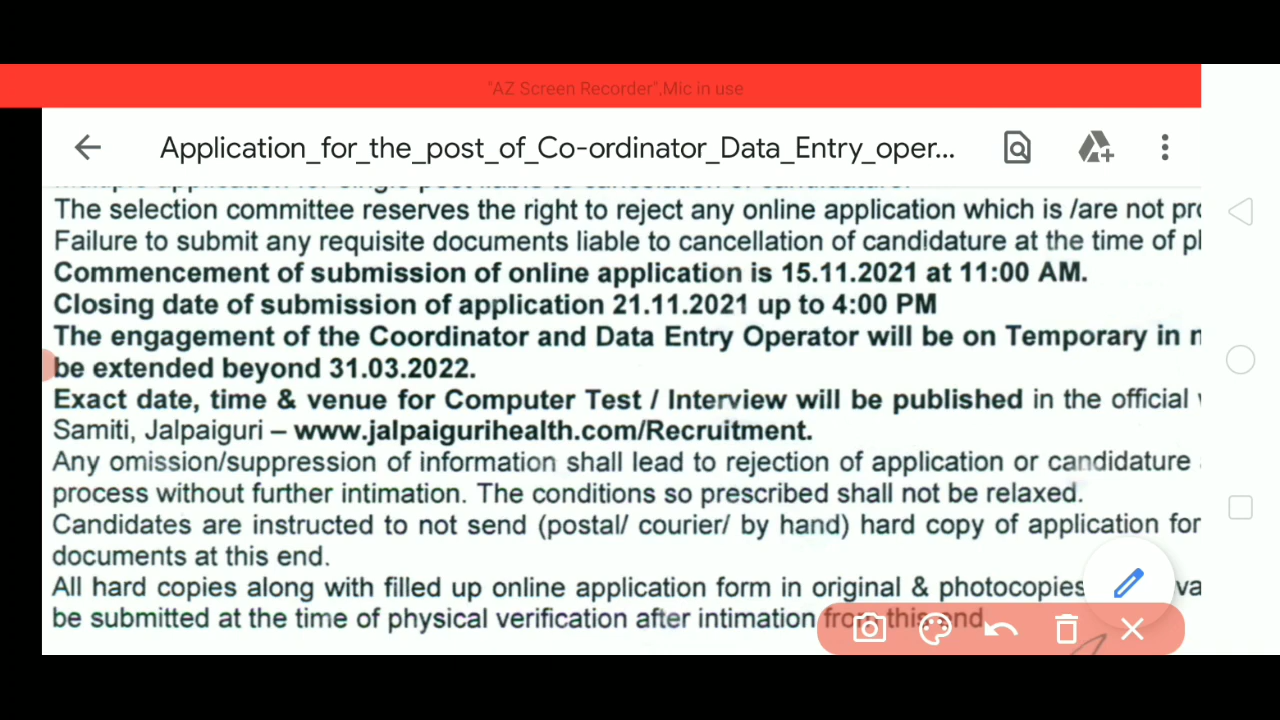 "AZ Screen Recorder",Mic in use
Application_for_the_post_of_Co-ordinator_Data_Entry_oper...
The selection committee reserves the right to reject any online application which is /are not pro
Failure to submit any requisite documents liable to cancellation of candidature at the time of pl
Commencement of submission of online application is 15.11.2021 at 11:00 AM.
Closing date of submission of application 21.11.2021 up to 4:00 PM
The engagement of the Coordinator and Data Entry Operator will be on Temporary in n
be extended beyond 31.03.2022.
Exact date, time & venue for Computer Test / Interview will be published in the official
Samiti, Jalpaiguri – www.jalpaigurihealth.com/Recruitment.
Any omission/suppression of information shall lead to rejection of application or candidature
process without further intimation. The conditions so prescribed shall not be relaxed.
Candidates are instructed to not send (postal/ courier/ by hand) hard copy of application for
documents at this end.
All hard copies along with filled up online application form in original & photocopies va
be submitted at the time of physical verification after intimation from this end